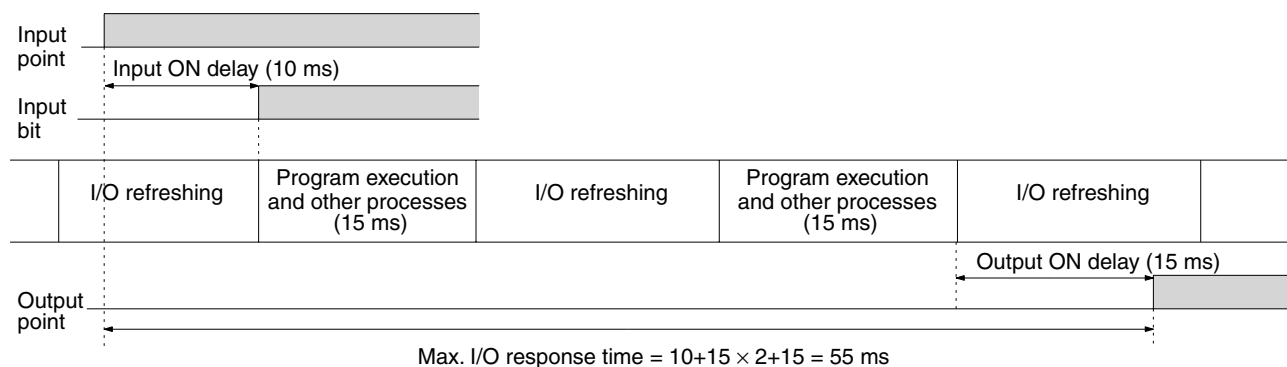 Input
point
Input ON delay (10 ms)
Input
bit
I/O refreshing
Program execution
and other processes
(15 ms)
I/O refreshing
Program execution
and other processes
(15 ms)
I/O refreshing
Output ON delay (15 ms)
Output
point
Max. I/O response time = 10+15 × 2+15 = 55 ms